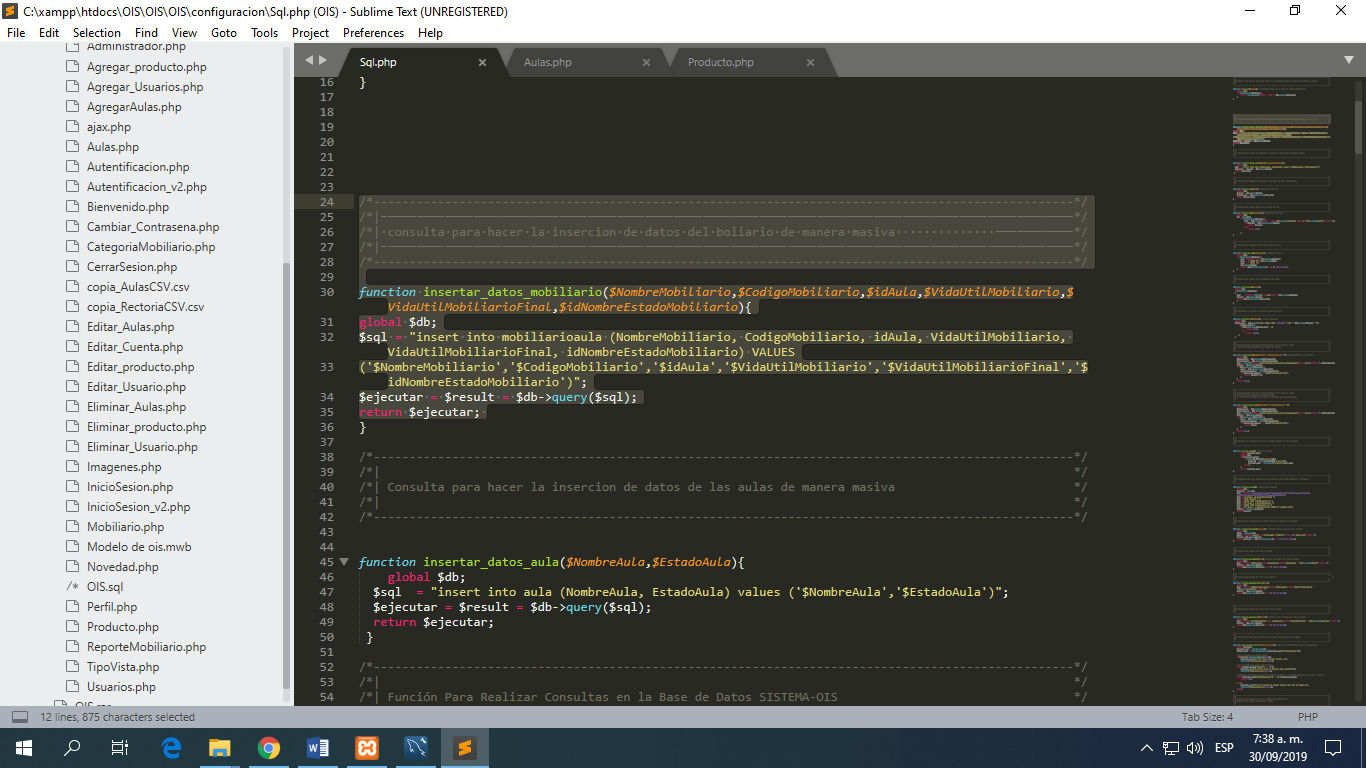 C:\xampp\htdocs\OIS\OIS\OIS\configuracion\Sql.php (OIS) - Sublime Text (UNREGISTERED)
File Edit Selection Find View Goto Tools Project Preferences Help
Administrador.php
Agregar_producto.php
Agregar_Usuarios.php
AgregarAulas.php
ajax.php
Aulas.php
Autentificacion.php
Autentificacion_v2.php
Bienvenido.php
Cambiar_Contrasena.php
CategoriaMobiliario.php
CerrarSesion.php
copia_AulasCSV.csv
copia_RectoriaCSV.csv
Editar_Aulas.php
Editar_Cuenta.php
Editar_producto.php
Editar_Usuario.php
Eliminar_Aulas.php
Eliminar_producto.php
Eliminar_Usuario.php
Imagenes.php
InicioSesion.php
InicioSesion_v2.php
Mobiliario.php
Modelo de ois.mwb
Novedad.php
/* OIS.sql
Perfil.php
Producto.php
ReporteMobiliario.php
TipoVista.php
Usuarios.php
Sql.php Aulas.php Producto.php
16 }
17
18
19
20
21
22
23
24 /*-------------------------------------------------------------------------------------------------*/
25 /*|─────────────────────────────────────────────────────────────────────────────────────────────────*/
26 /*| consulta para hacer la insercion de datos del boliario de manera masiva ───────────*/
27 /*|─────────────────────────────────────────────────────────────────────────────────────────────────*/
28 /*-------------------------------------------------------------------------------------------------*/
29
30 function insertar_datos_mobiliario($NombreMobiliario,$CodigoMobiliario,$idAula,$VidaUtilMobiliario,$
VidaUtilMobiliarioFinal,$idNombreEstadoMobiliario){
31 global $db;
32 $sql = "insert into mobiliarioaula (NombreMobiliario, CodigoMobiliario, idAula, VidaUtilMobiliario,
VidaUtilMobiliarioFinal, idNombreEstadoMobiliario) VALUES
33 ('$NombreMobiliario','$CodigoMobiliario','$idAula','$VidaUtilMobiliario','$VidaUtilMobiliarioFinal','$
idNombreEstadoMobiliario')";
34 $ejecutar = $result = $db->query($sql);
35 return $ejecutar;
36 }
37
38 /*-------------------------------------------------------------------------------------------------*/
39 /*| */
40 /*| Consulta para hacer la insercion de datos de las aulas de manera masiva */
41 /*| */
42 /*-------------------------------------------------------------------------------------------------*/
43
44
45 function insertar_datos_aula($NombreAula,$EstadoAula){
46 global $db;
47 $sql = "insert into aula (NombreAula, EstadoAula) values ('$NombreAula','$EstadoAula')";
48 $ejecutar = $result = $db->query($sql);
49 return $ejecutar;
50 }
51
52 /*-------------------------------------------------------------------------------------------------*/
53 /*| */
54 /*| Función Para Realizar Consultas en la Base de Datos SISTEMA-OIS */
12 lines, 875 characters selected Tab Size: 4 PHP
ESP
7:38 a. m.
30/09/2019